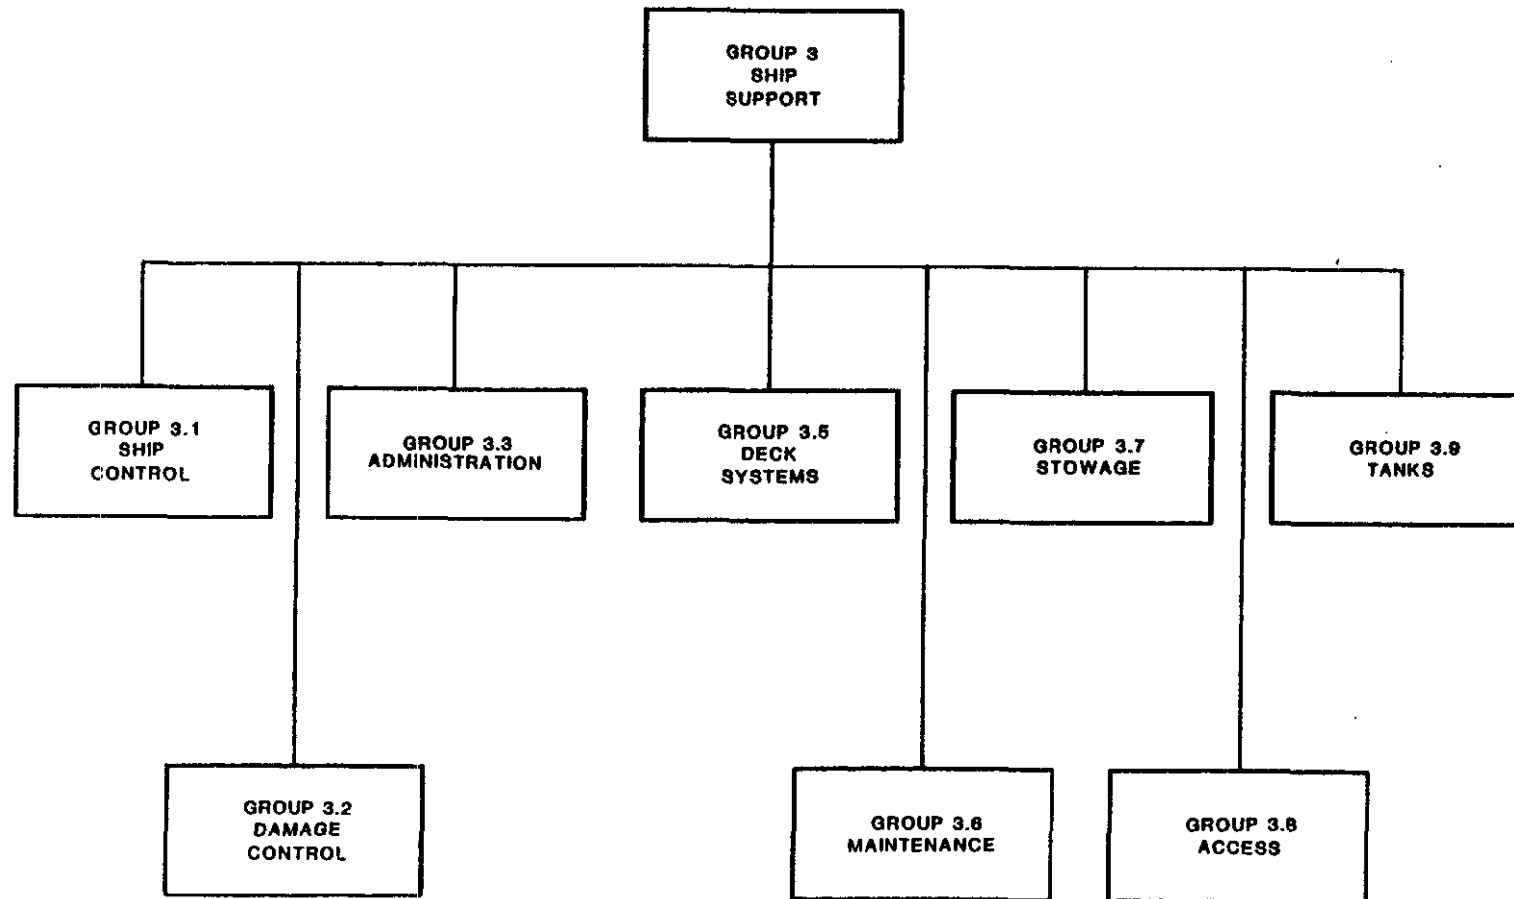 GROUP 3
SHIP
SUPPORT
GROUP 3.1
SHIP
CONTROL
GROUP 3.3
ADMINISTRATION
GROUP 3.5
DECK
SYSTEMS
GROUP 3.7
STOWAGE
GROUP 3.9
TANKS
GROUP 3.2
DAMAGE
CONTROL
GROUP 3.6
MAINTENANCE
GROUP 3.8
ACCESS